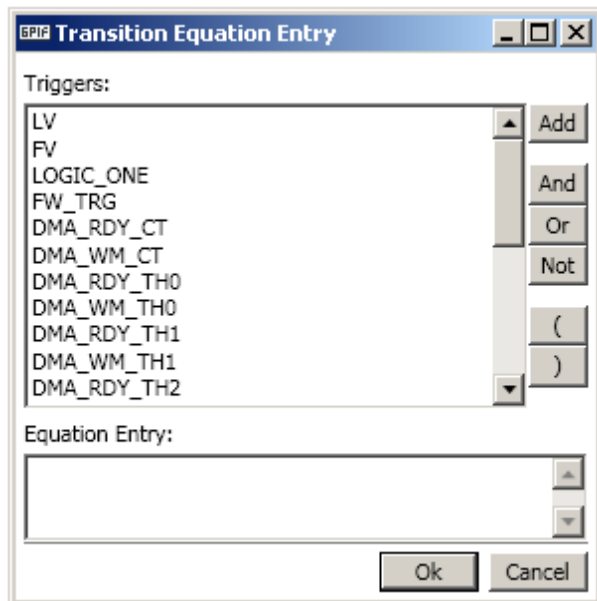 GPIF Transition Equation Entry
Triggers:
LV
FV
LOGIC_ONE
FW_TRG
DMA_RDY_CT
DMA_WM_CT
DMA_RDY_TH0
DMA_WM_TH0
DMA_RDY_TH1
DMA_WM_TH1
DMA_RDY_TH2
Add
And
Or
Not
(
)
Equation Entry:
Ok Cancel